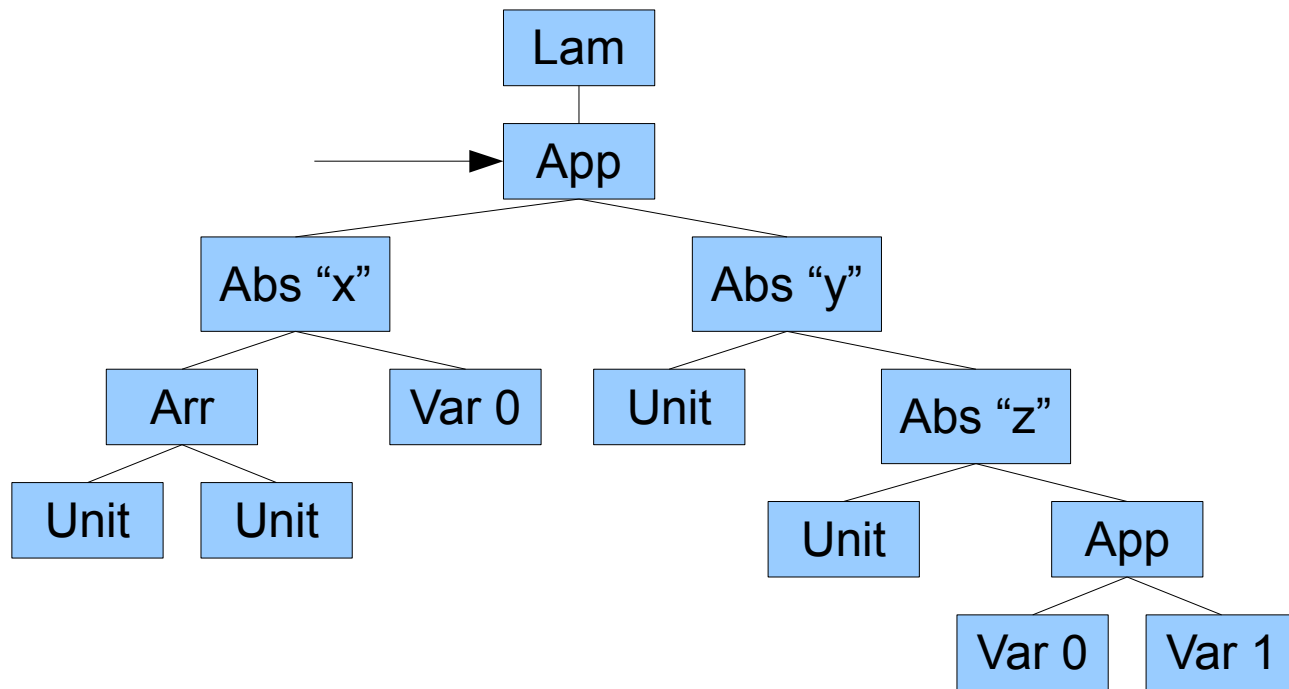 Lam
App
Abs “x”
Abs “y”
Arr
Var 0
Unit
Abs “z”
Unit
Unit
Unit
App
Var 0
Var 1